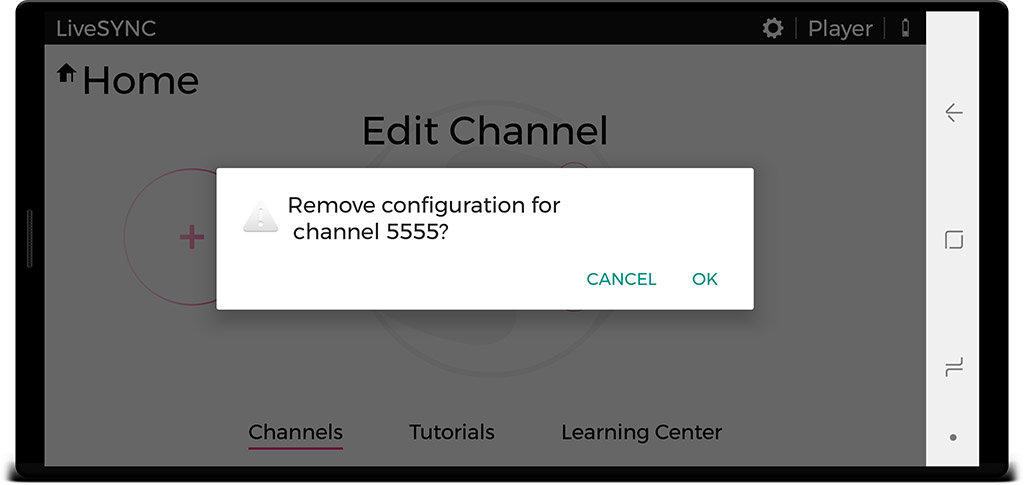 LiveSYNC
Player
Home
Edit Channel
Remove configuration for
channel 5555?
CANCEL
OK
Channels
Tutorials
Learning Center